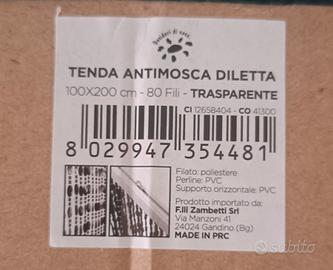 Desideri di casa
TENDA ANTIMOSCA DILETTA
100X200 cm - 80 Fili - TRASPARENTE
CI 12658404 - CO 41300
8 029947 354481
Filato: poliestere
Perline: PVC
Supporto orizzontale: PVC
Prodotto importato da:
F.lli Zambetti Srl
Via Manzoni 41
24024 Gandino (Bg)
MADE IN PRC
subito